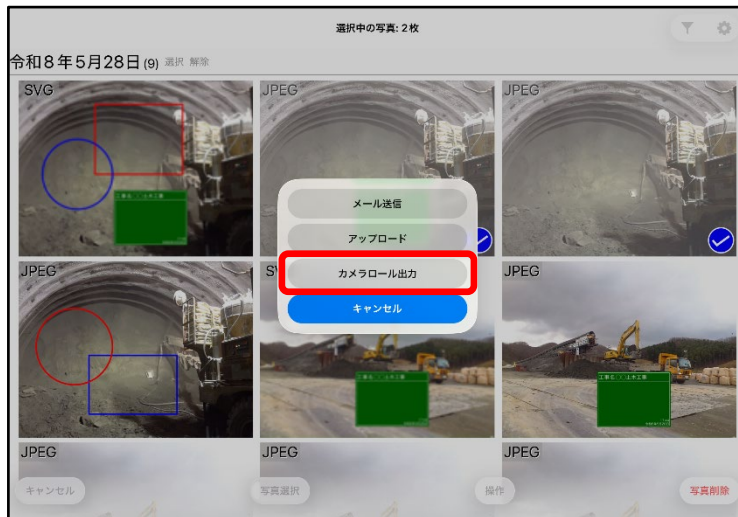 選択中の写真: 2枚
令和8年5月28日 (9) 選択 解除
SVG
JPEG
JPEG
メール送信
アップロード
カメラロール出力
キャンセル
JPEG
JPEG
JPEG
JPEG
JPEG
キャンセル
写真選択
操作
写真削除